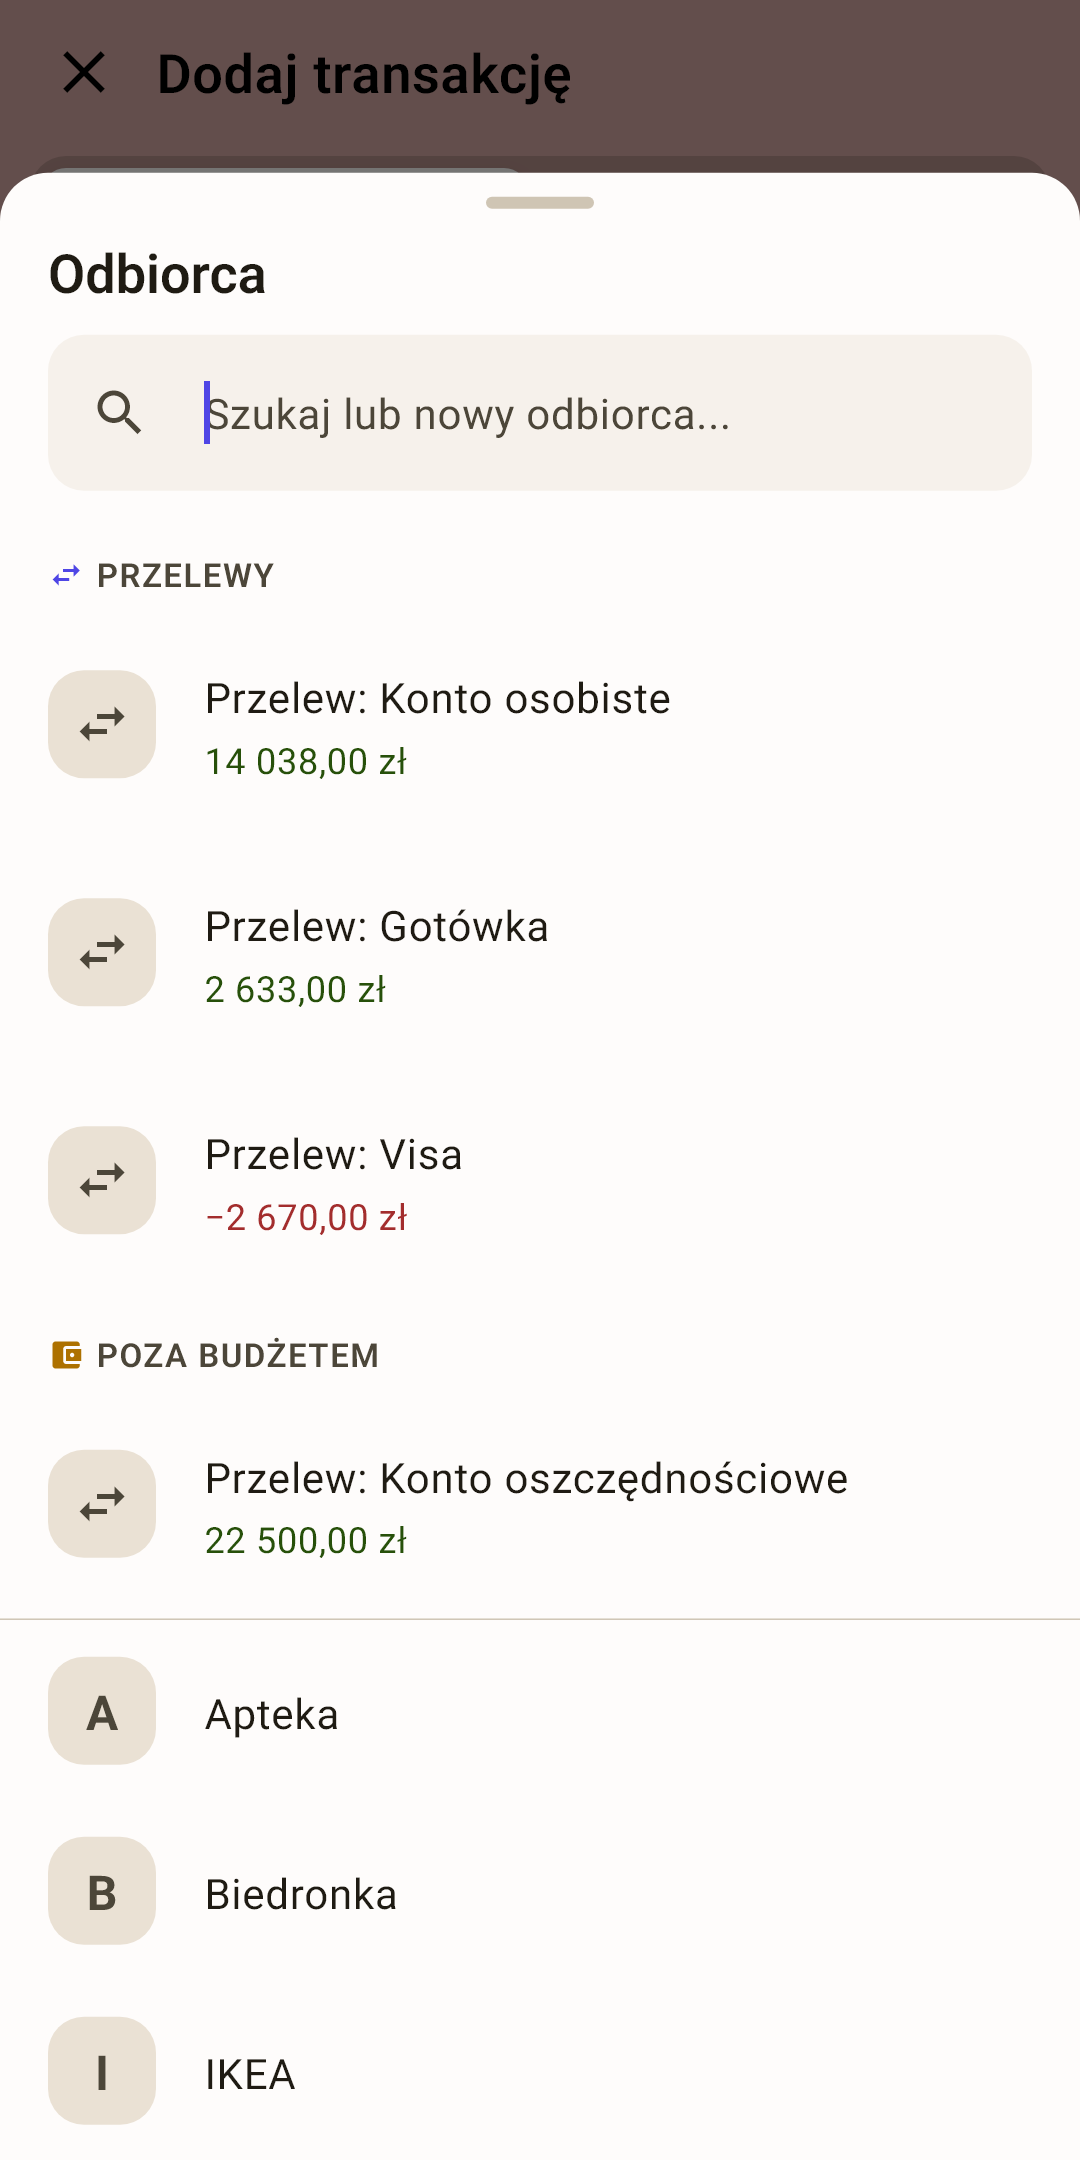 Dodaj transakcję
Odbiorca
Szukaj lub nowy odbiorca...
PRZELEWY
Przelew: Konto osobiste
14 038,00 zł
Przelew: Gotówka
2 633,00 zł
Przelew: Visa
−2 670,00 zł
POZA BUDŻETEM
Przelew: Konto oszczędnościowe
22 500,00 zł
A
Apteka
B
Biedronka
I
IKEA